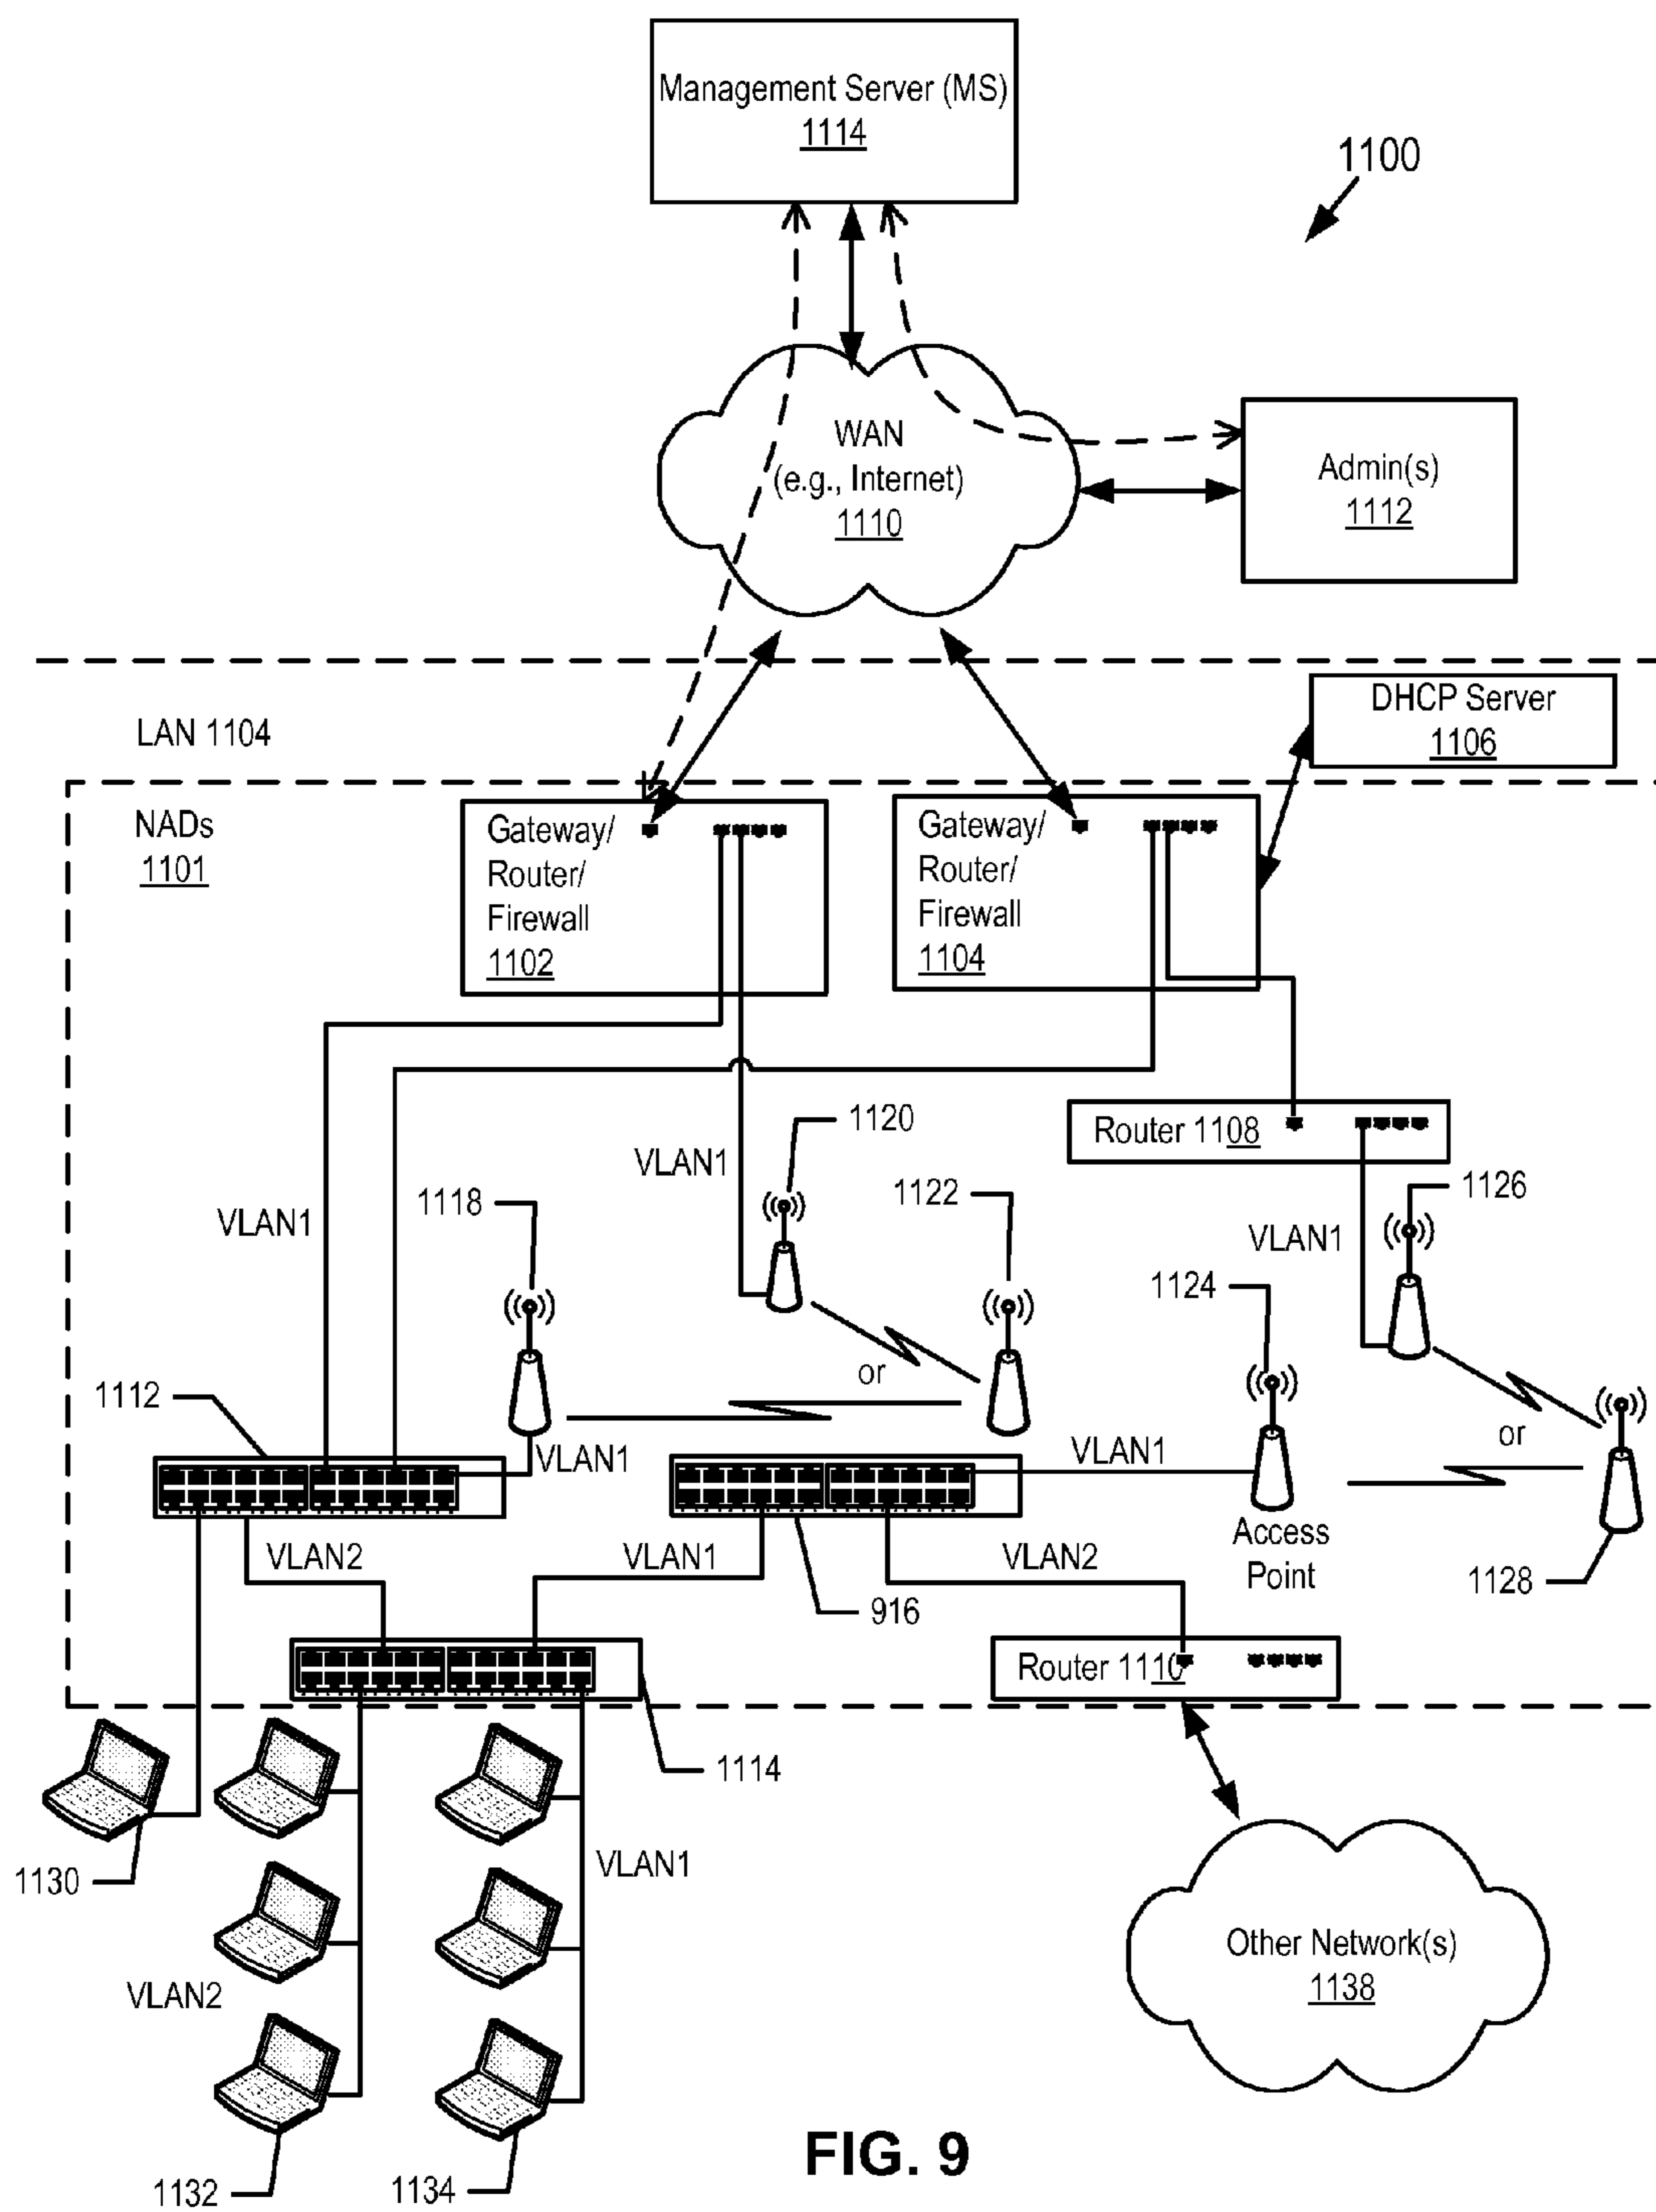 Management Server (MS)
1114
1100
WAN
(e.g., Internet)
1110
Admin(s)
1112
LAN 1104
DHCP Server
1106
NADs
1101
Gateway/
Router/
Firewall
1102
Gateway/
Router/
Firewall
1104
1120
Router 1108
VLAN1
1118
1122
1126
VLAN1
VLAN1
1124
or
1112
or
VLAN1
VLAN1
Access
Point
VLAN2
VLAN1
VLAN2
1128
916
Router 1110
1114
1130
VLAN1
Other Network(s)
1138
VLAN2
FIG. 9
1132
1134